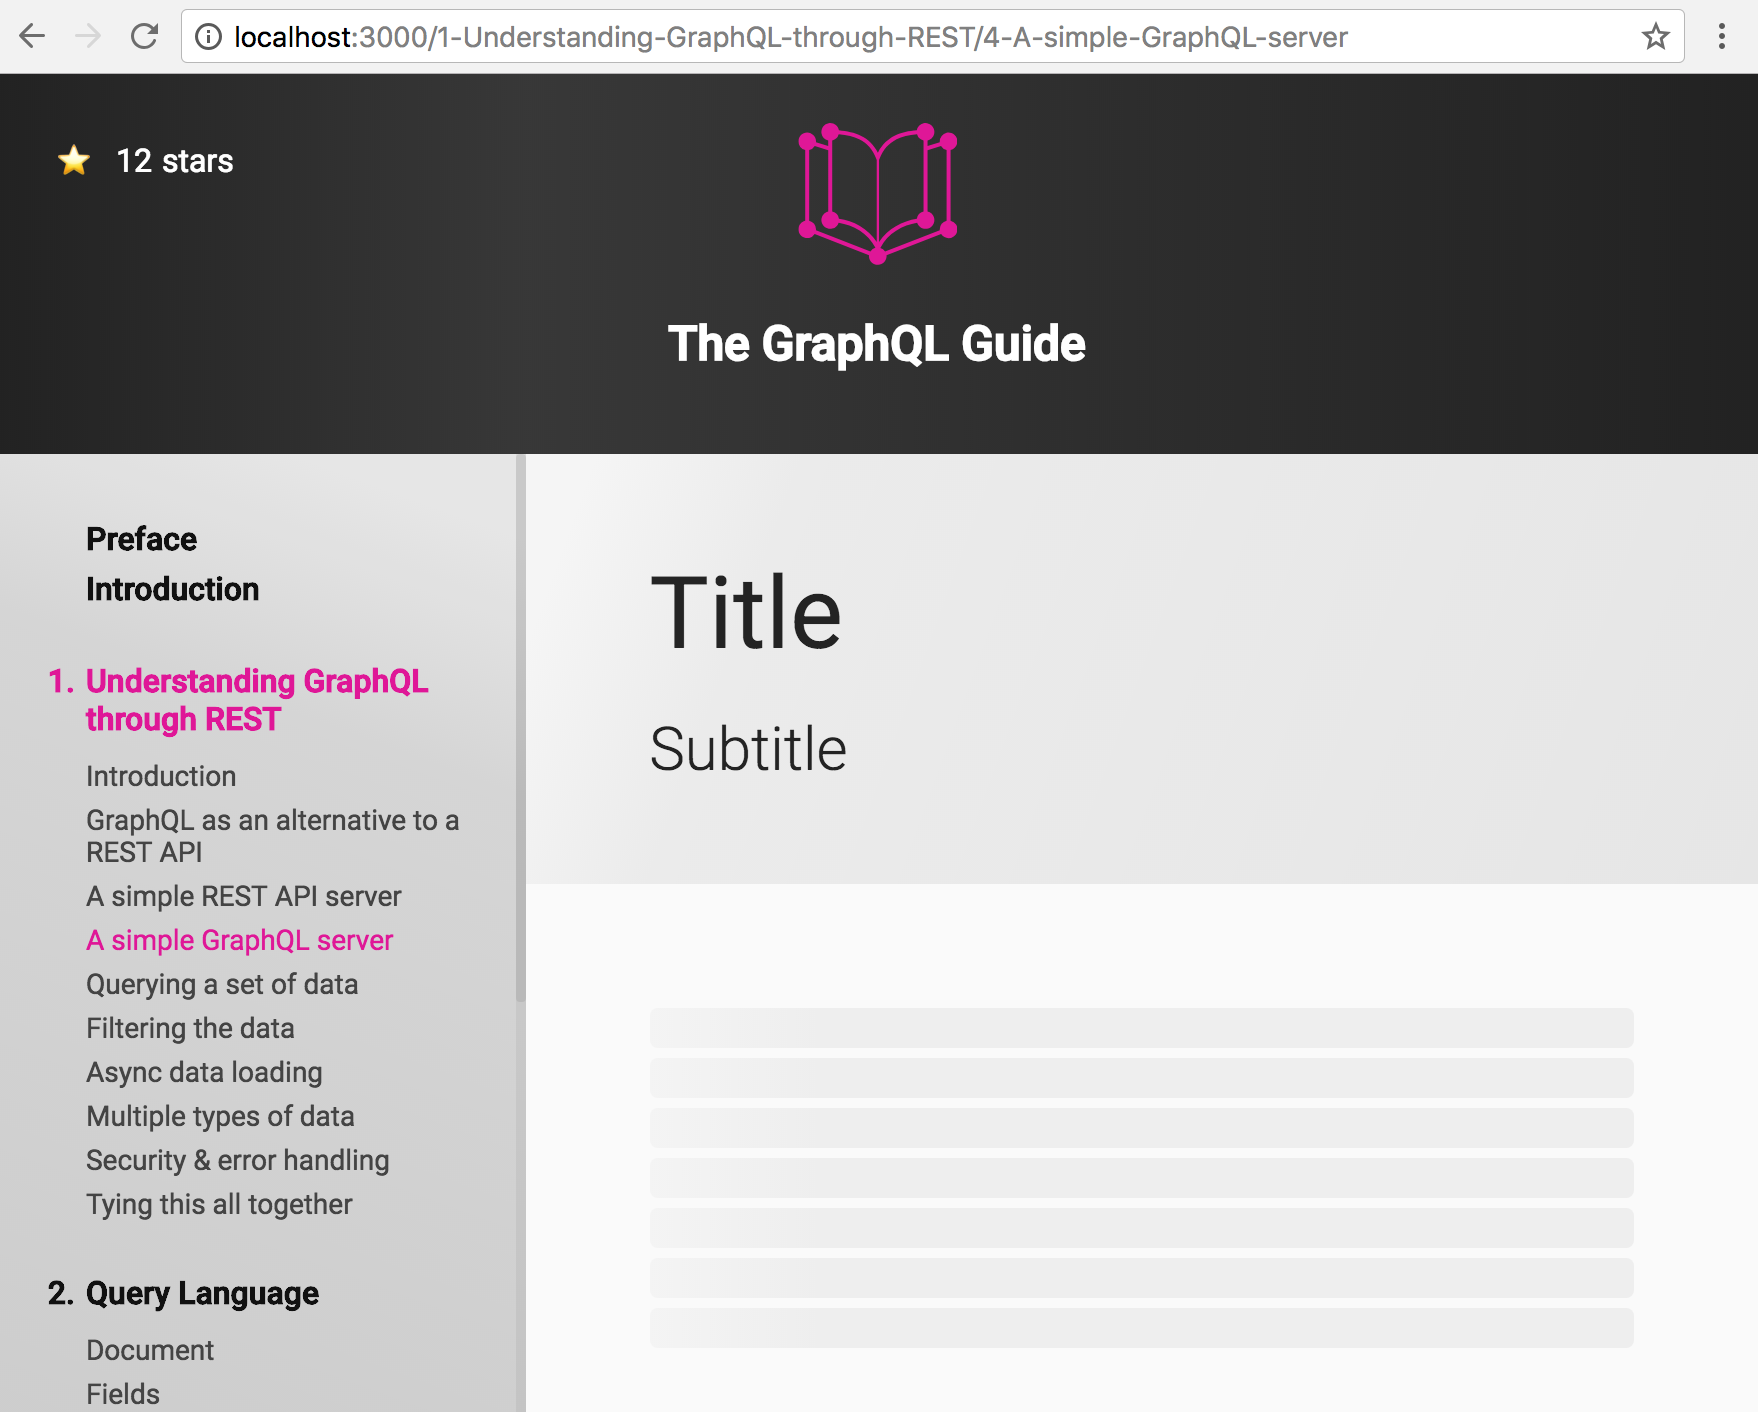 localhost:3000/1-Understanding-GraphQL-through-REST/4-A-simple-GraphQL-server
12 stars
The GraphQL Guide
Preface
Introduction
1. Understanding GraphQL
through REST
Introduction
GraphQL as an alternative to a
REST API
A simple REST API server
A simple GraphQL server
Querying a set of data
Filtering the data
Async data loading
Multiple types of data
Security & error handling
Tying this all together
2. Query Language
Document
Fields
Title
Subtitle